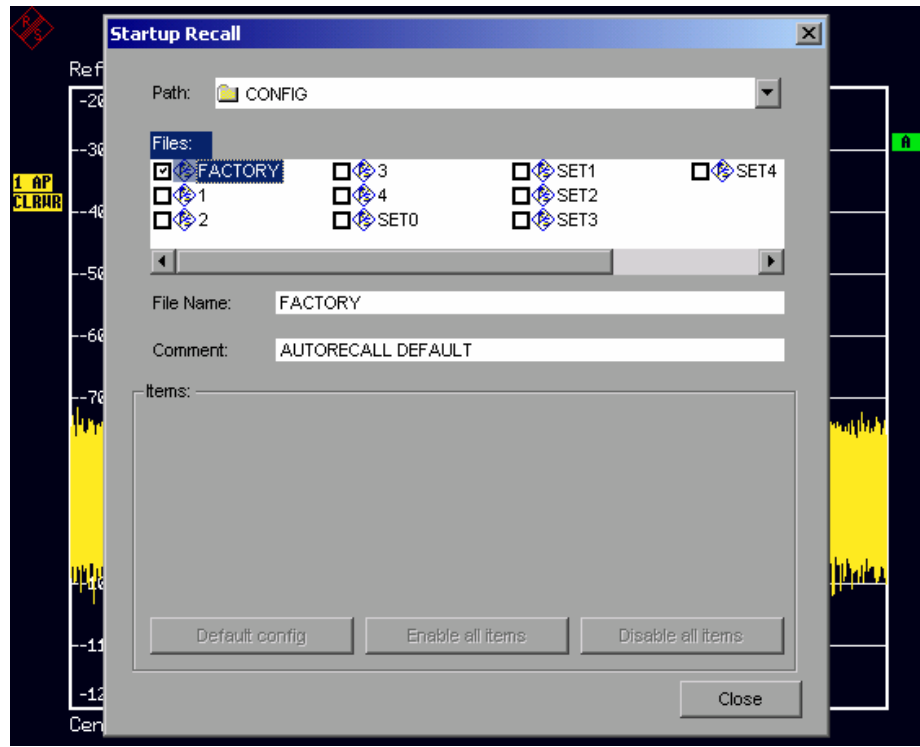 R S
Startup Recall
Ref
Path: CONFIG
-20
Files:
-30
A
FACTORY 3 SET1 SET4
1 AP
1 4 SET2
CLRWR
-40
2 SET0 SET3
-50
File Name: FACTORY
-60
Comment: AUTORECALL DEFAULT
Items:
-70
-10
Default config Enable all items Disable all items
-11
-12
Close
Cen